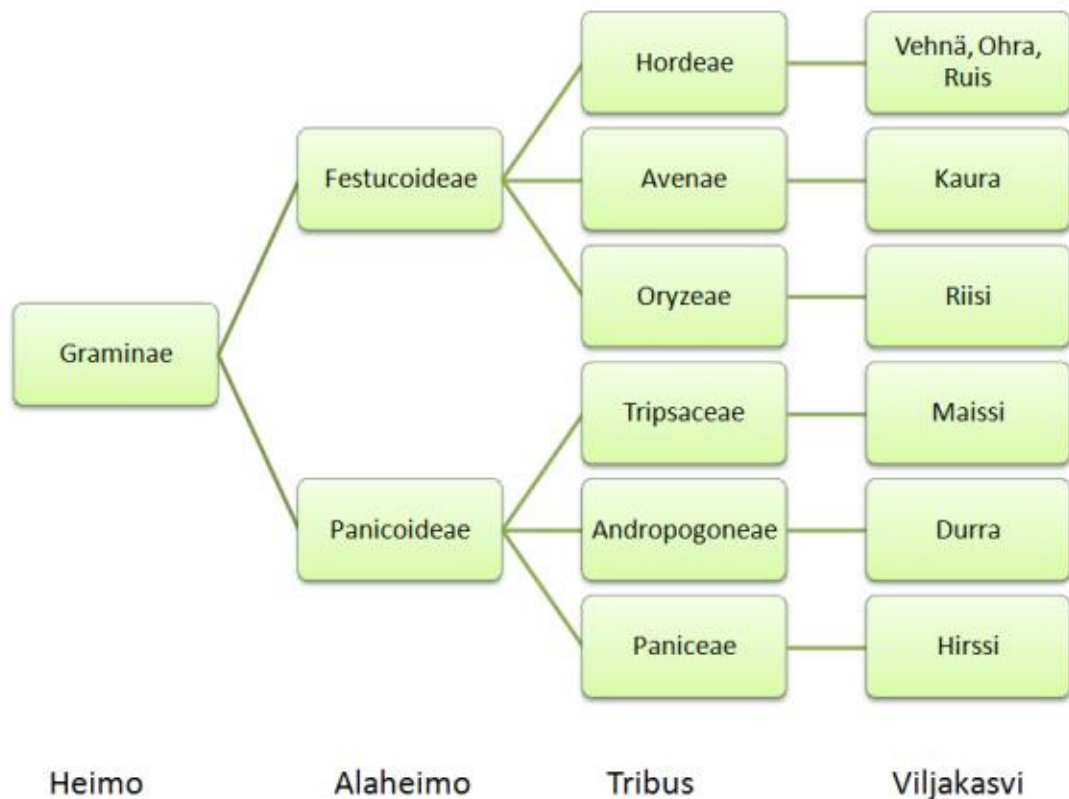 Hordeae
Vehnä, Ohra,
Ruis
Festucoideae
Avenae
Kaura
Oryzeae
Riisi
Graminae
Tripsaceae
Maissi
Panicoideae
Andropogoneae
Durra
Paniceae
Hirssi
Heimo
Alaheimo
Tribus
Viljakasvi